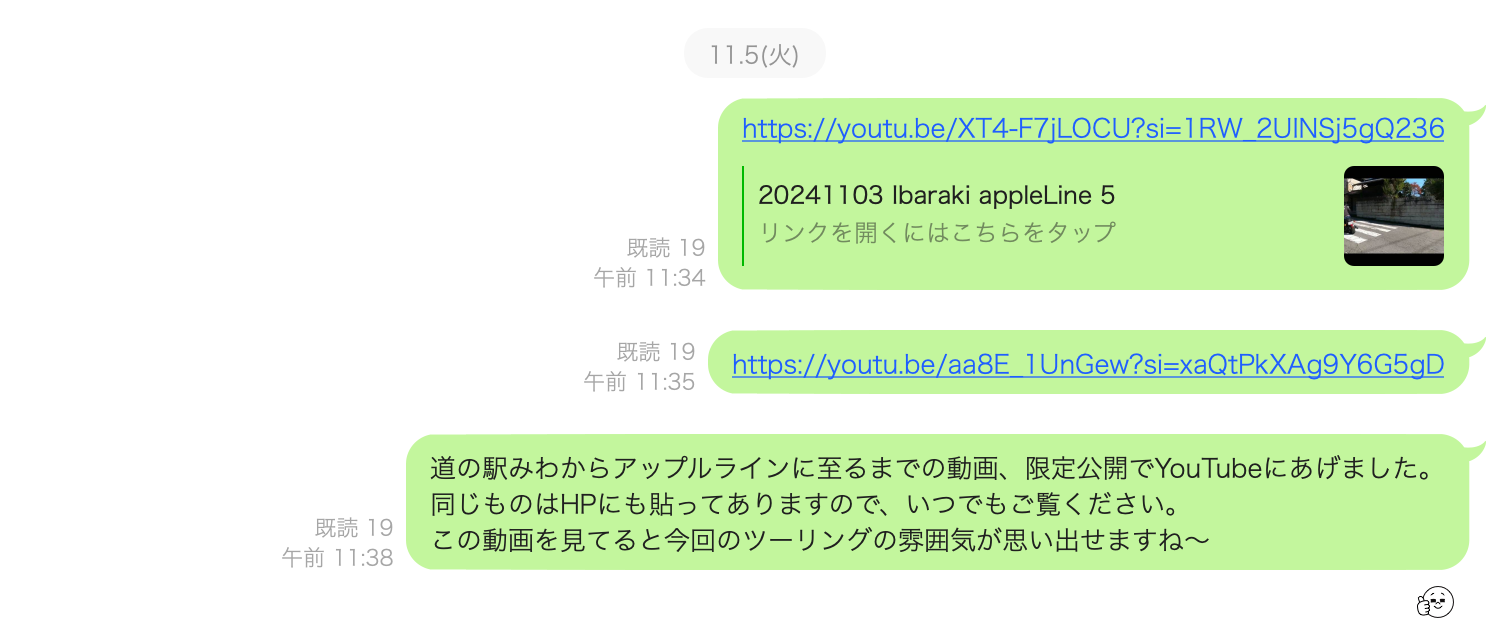 11.5(火)
https://youtu.be/XT4-F7jLOCU?si=1RW_2UlNSj5gQ236
20241103 Ibaraki appleLine 5
リンクを開くにはこちらをタップ
既読 19
午前 11:34
https://youtu.be/aa8E_1UnGew?si=xaQtPkXAg9Y6G5gD
既読 19
午前 11:35
道の駅みわからアップルラインに至るまでの動画、限定公開でYouTubeにあげました。
同じものはHPにも貼ってありますので、いつでもご覧ください。
この動画を見てると今回のツーリングの雰囲気が思い出せますね〜
既読 19
午前 11:38